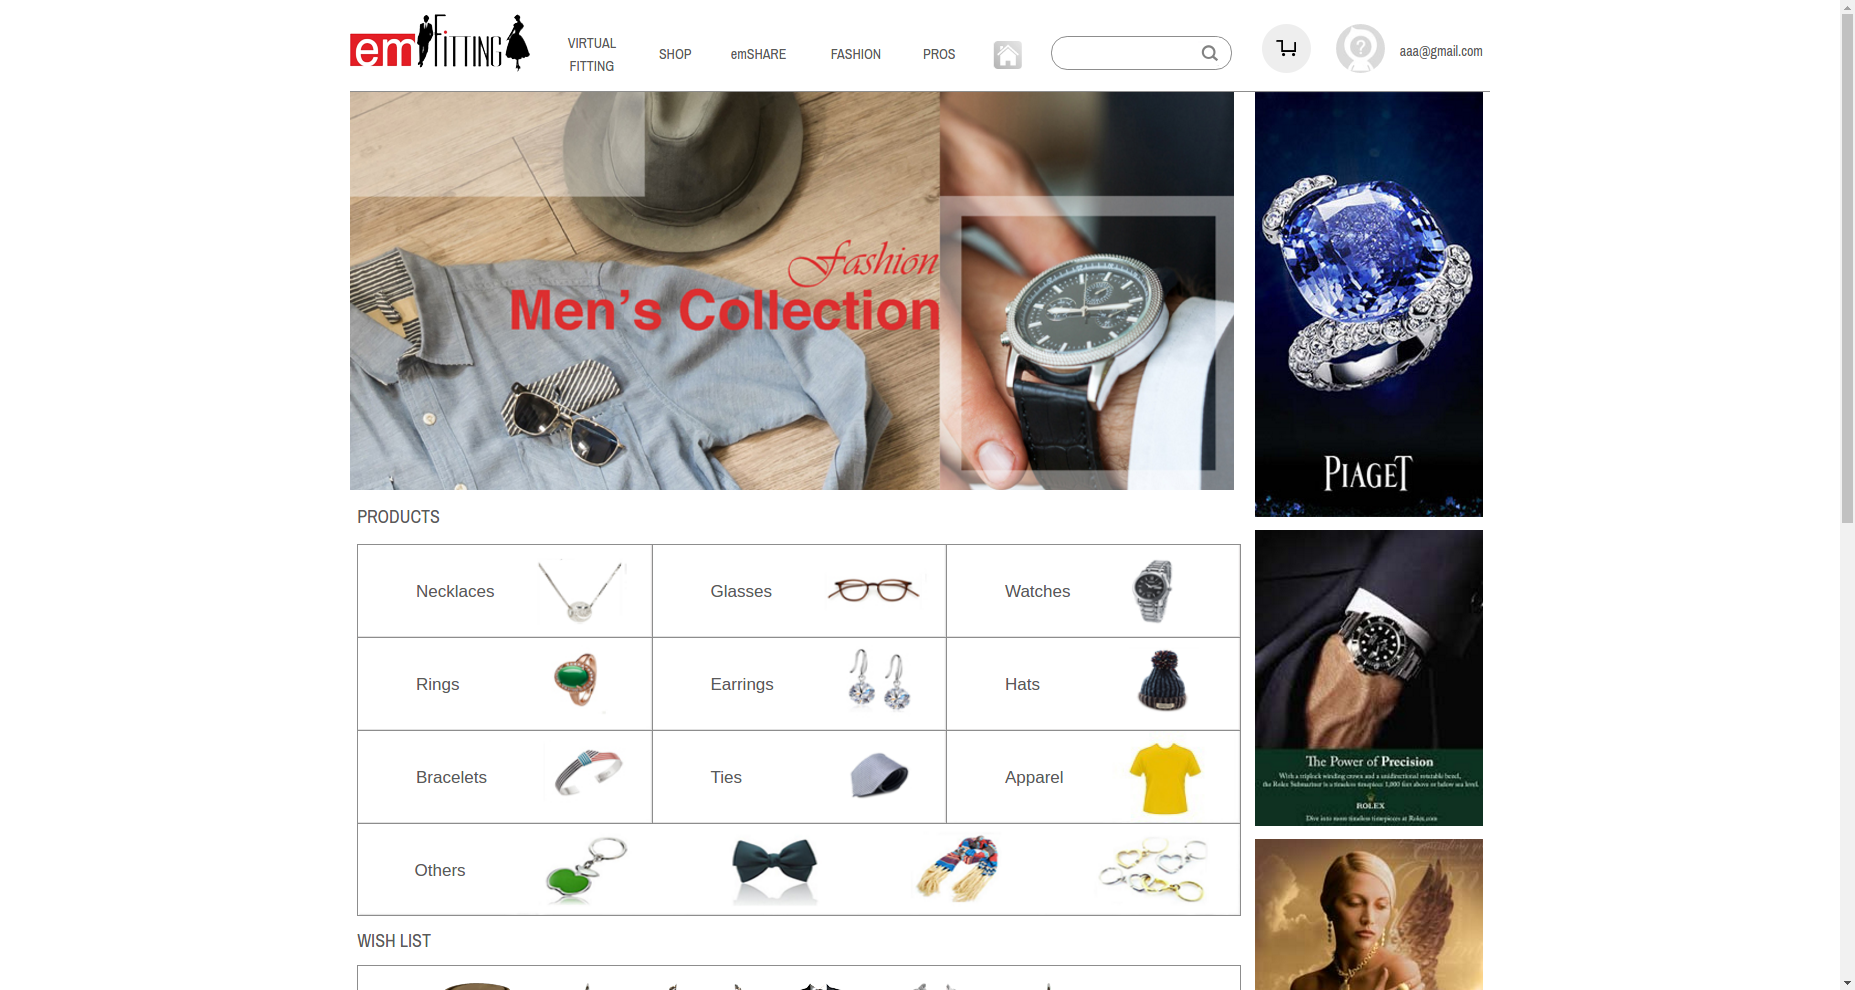 emFITTING
VIRTUAL
FITTING
SHOP
emSHARE
FASHION
PROS
aaa@gmail.com
Fashion
Men's Collection
PIAGET
PRODUCTS
Necklaces
Glasses
Watches
Rings
Earrings
Hats
Bracelets
Ties
Apparel
Others
The Power of Precision
With a triplock winding crown and a unidirectional rotatable bezel,
the Rolex Submariner is a timeless timepiece 1,000 feet above or below sea level.
ROLEX
Dive into more timeless timepieces at Rolex.com
WISH LIST